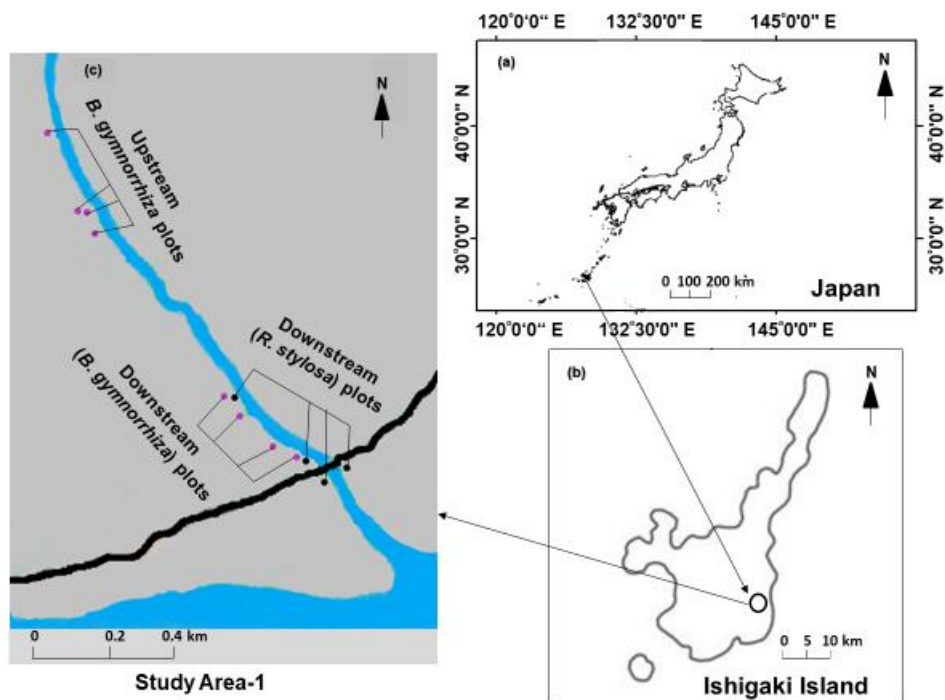 120°0'0'' E 132°30'0'' E 145°0'0'' E
(c)
N
Upstream
B. gymnorrhiza plots
Downstream
(R. stylosa) plots
Downstream
(B. gymnorrhiza) plots
0 0.2 0.4 km
Study Area-1
(a)
N
40°0'0" N
30°0'0" N
40°0'0" N
30°0'0" N
0 100 200 km
Japan
120°0'0'' E 132°30'0" E 145°0'0" E
(b)
N
0 5 10 km
Ishigaki Island